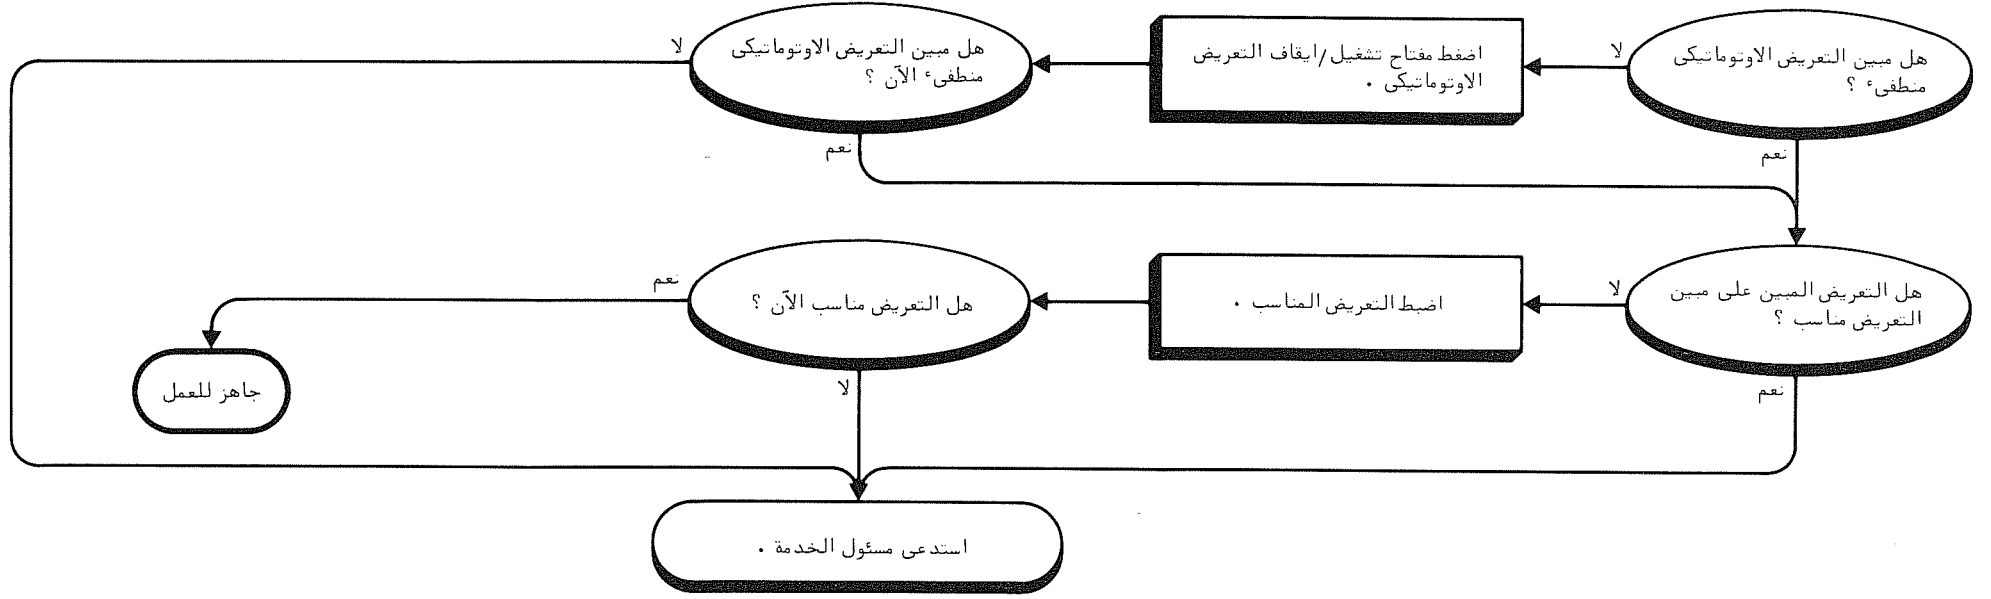 هل مبين التعريض الاوتوماتيكى
منطفىء ؟
لا
نعم
اضغط مفتاح تشغيل/ايقاف التعريض
الاوتوماتيكى .
هل مبين التعريض الاوتوماتيكى
منطفىء الآن ؟
لا
نعم
هل التعريض المبين على مبين
التعريض مناسب ؟
لا
نعم
اضبط التعريض المناسب .
هل التعريض مناسب الآن ؟
نعم
لا
جاهز للعمل
استدعى مسئول الخدمة .